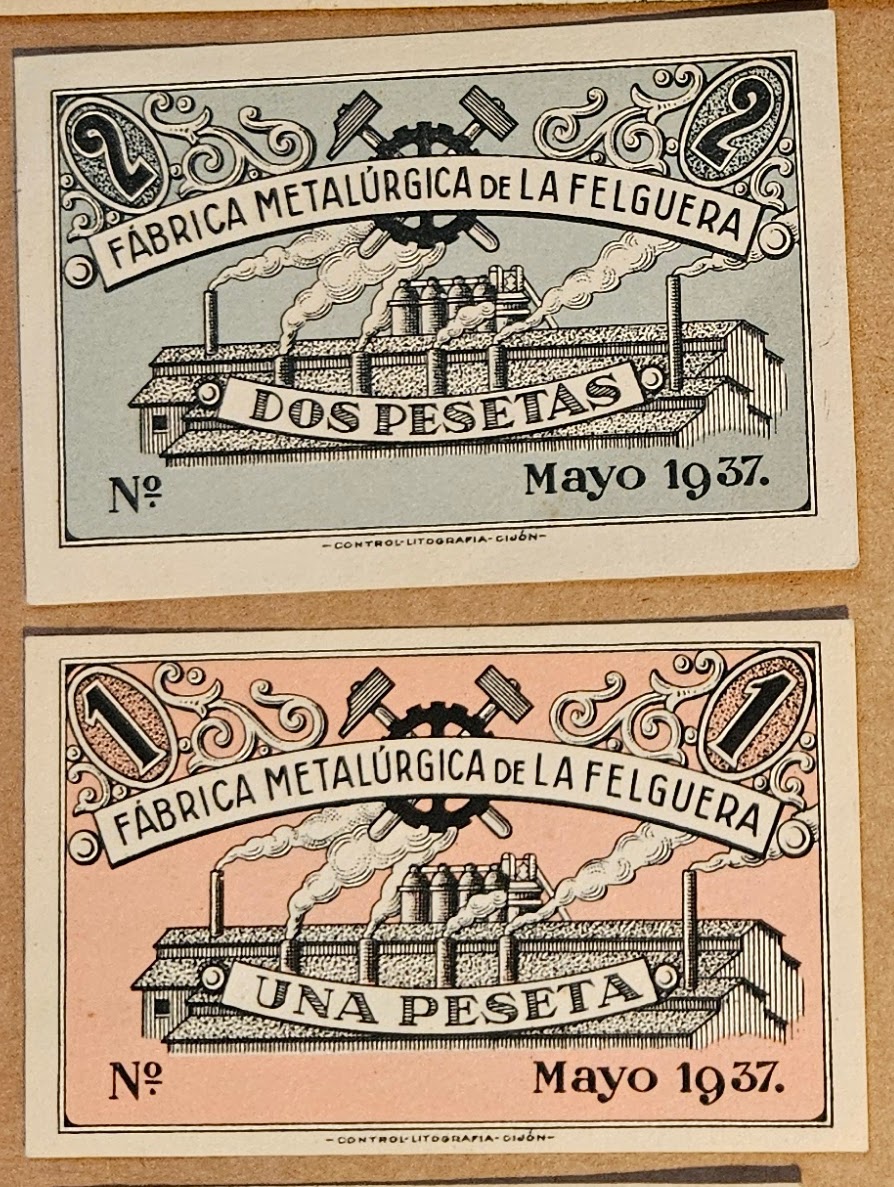 2 2
FÁBRICA METALÚRGICA DE LA FELGUERA
DOS PESETAS
Nº
Mayo 1937.
-CONTROL-LITOGRAFIA-GIJÓN-
1 1
FÁBRICA METALÚRGICA DE LA FELGUERA
UNA PESETA
Nº
Mayo 1937.
-CONTROL-LITOGRAFIA-GIJÓN-